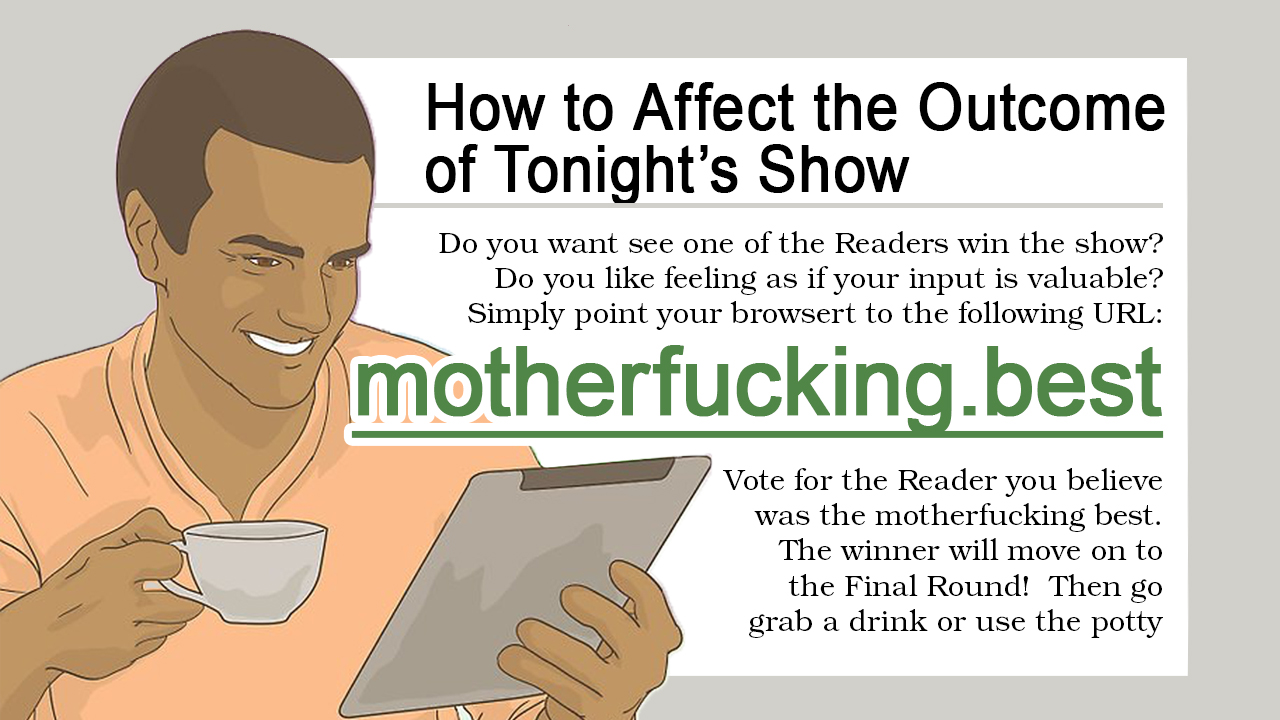 How to Affect the Outcome
of Tonight's Show
Do you want see one of the Readers win the show?
Do you like feeling as if your input is valuable?
Simply point your browsert to the following URL:
motherfucking.best
Vote for the Reader you believe
was the motherfucking best.
The winner will move on to
the Final Round!  Then go
grab a drink or use the potty